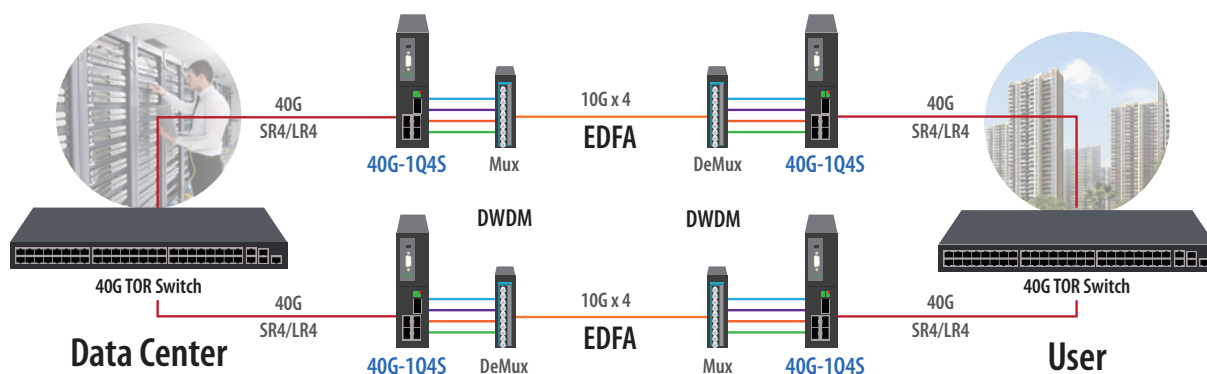 40G
SR4/LR4
40G-1Q4S
Mux
10G x 4
EDFA
DeMux
40G-1Q4S
40G
SR4/LR4
DWDM
DWDM
40G TOR Switch
40G TOR Switch
40G
SR4/LR4
40G-1Q4S
DeMux
10G x 4
EDFA
Mux
40G-1Q4S
40G
SR4/LR4
Data Center
User